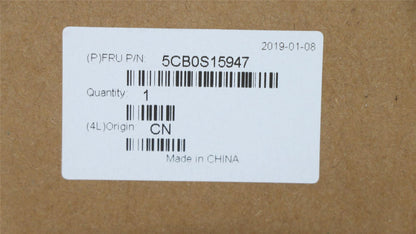 2019-01-08
(P)FRU P/N: 5CB0S15947
Quantity: 1
(4L)Origin: CN
Made in CHINA